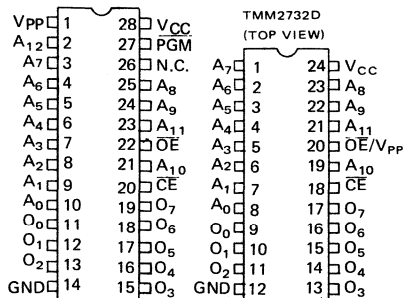 TMM2732D
(TOP VIEW)
VPP 1 28 VCC
A12 2 27 PGM
A7 3 26 N.C.
A6 4 25 A8
A5 5 24 A9
A4 6 23 A11
A3 7 22 OE
A2 8 21 A10
A1 9 20 CE
A0 10 19 O7
O0 11 18 O6
O1 12 17 O5
O2 13 16 O4
GND 14 15 O3
A7 1 24 VCC
A6 2 23 A8
A5 3 22 A9
A4 4 21 A11
A3 5 20 OE/VPP
A2 6 19 A10
A1 7 18 CE
A0 8 17 O7
O0 9 16 O6
O1 10 15 O5
O2 11 14 O4
GND 12 13 O3